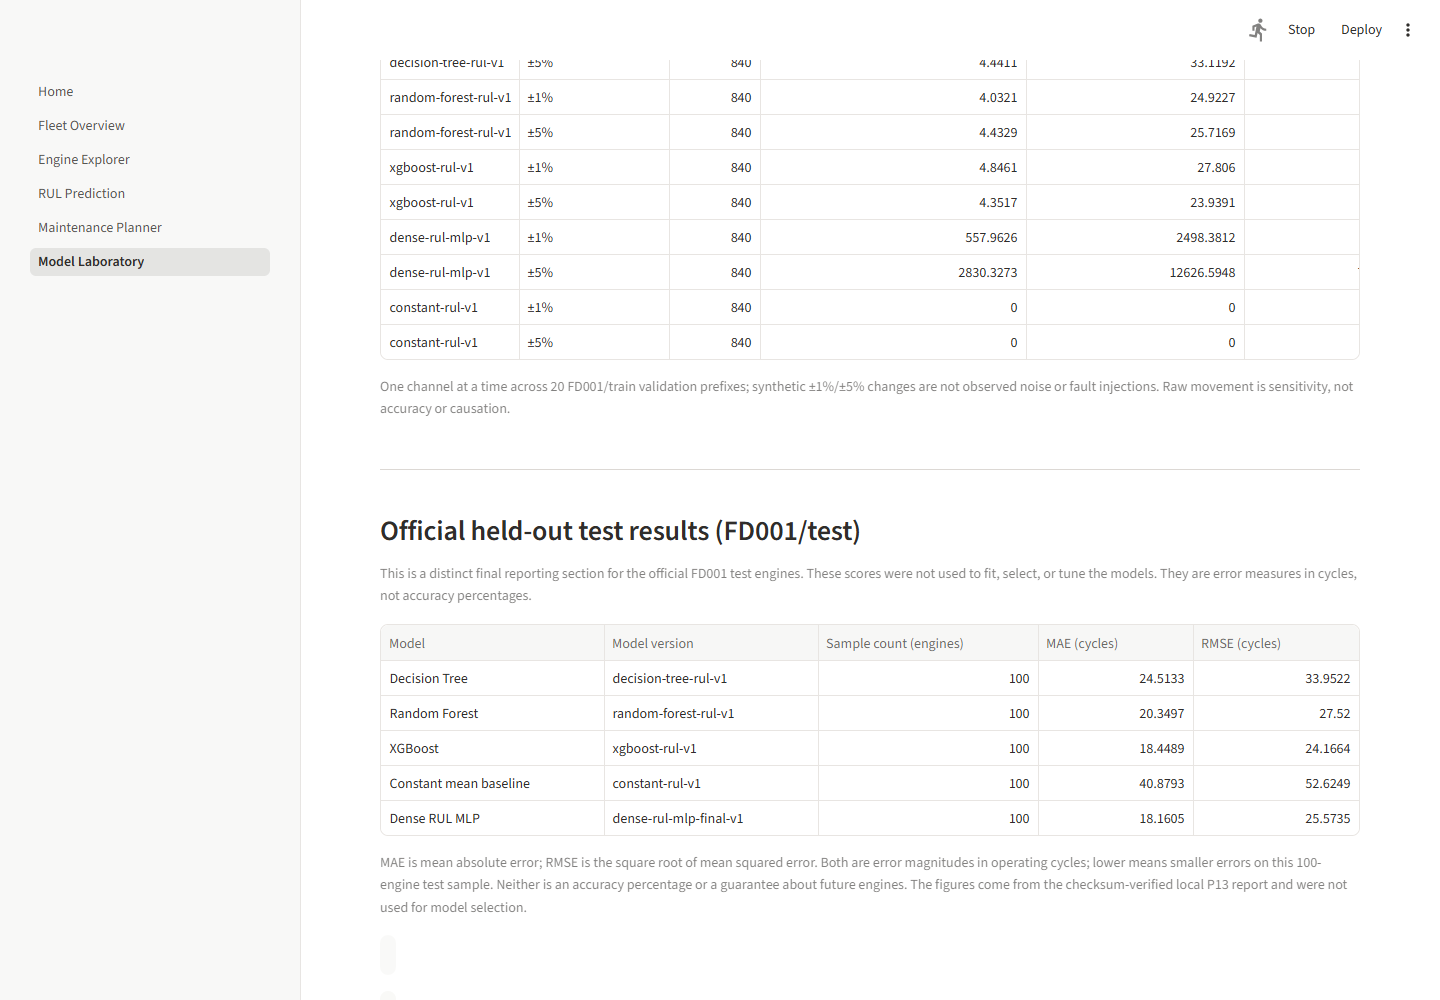 Stop Deploy
Home
Fleet Overview
Engine Explorer
RUL Prediction
Maintenance Planner
Model Laboratory
decision-tree-rul-v1 ±5% 840 4.4411 33.1192
random-forest-rul-v1 ±1% 840 4.0321 24.9227
random-forest-rul-v1 ±5% 840 4.4329 25.7169
xgboost-rul-v1 ±1% 840 4.8461 27.806
xgboost-rul-v1 ±5% 840 4.3517 23.9391
dense-rul-mlp-v1 ±1% 840 557.9626 2498.3812
dense-rul-mlp-v1 ±5% 840 2830.3273 12626.5948
constant-rul-v1 ±1% 840 0 0
constant-rul-v1 ±5% 840 0 0
One channel at a time across 20 FD001/train validation prefixes; synthetic ±1%/±5% changes are not observed noise or fault injections. Raw movement is sensitivity, not
accuracy or causation.
Official held-out test results (FD001/test)
This is a distinct final reporting section for the official FD001 test engines. These scores were not used to fit, select, or tune the models. They are error measures in cycles,
not accuracy percentages.
Model Model version Sample count (engines) MAE (cycles) RMSE (cycles)
Decision Tree decision-tree-rul-v1 100 24.5133 33.9522
Random Forest random-forest-rul-v1 100 20.3497 27.52
XGBoost xgboost-rul-v1 100 18.4489 24.1664
Constant mean baseline constant-rul-v1 100 40.8793 52.6249
Dense RUL MLP dense-rul-mlp-final-v1 100 18.1605 25.5735
MAE is mean absolute error; RMSE is the square root of mean squared error. Both are error magnitudes in operating cycles; lower means smaller errors on this 100-
engine test sample. Neither is an accuracy percentage or a guarantee about future engines. The figures come from the checksum-verified local P13 report and were not
used for model selection.